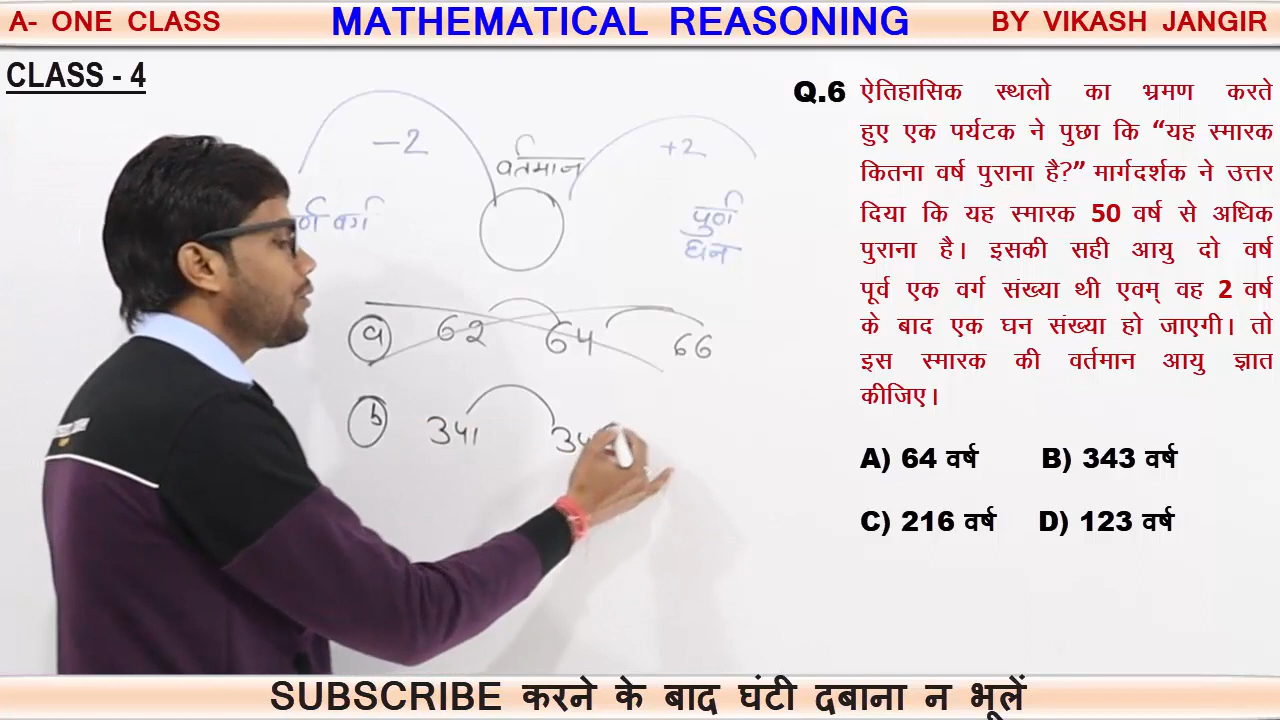 A- ONE CLASS
MATHEMATICAL REASONING
BY VIKASH JANGIR
CLASS - 4
-2
वर्तमान
+2
वर्ग
पुर्ण
घन
a 62 64 66
b 341
Q.6 ऐतिहासिक स्थलो का भ्रमण करते
हुए एक पर्यटक ने पुछा कि “यह स्मारक
कितना वर्ष पुराना है?” मार्गदर्शक ने उत्तर
दिया कि यह स्मारक 50 वर्ष से अधिक
पुराना है। इसकी सही आयु दो वर्ष
पूर्व एक वर्ग संख्या थी एवम् वह 2 वर्ष
के बाद एक घन संख्या हो जाएगी। तो
इस स्मारक की वर्तमान आयु ज्ञात
कीजिए।
A) 64 वर्ष B) 343 वर्ष
C) 216 वर्ष D) 123 वर्ष
SUBSCRIBE करने के बाद घंटी दबाना न भूलें